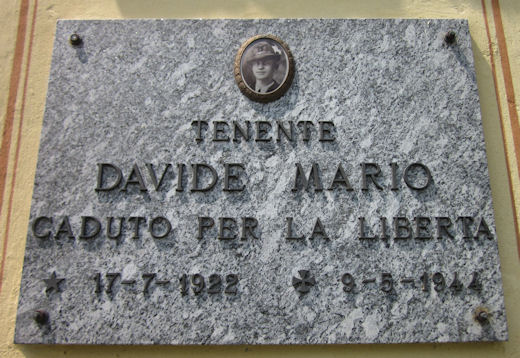 TENENTE
DAVIDE MARIO
CADUTO PER LA LIBERTA
★ 17-7-1922 ✠ 9-5-1944